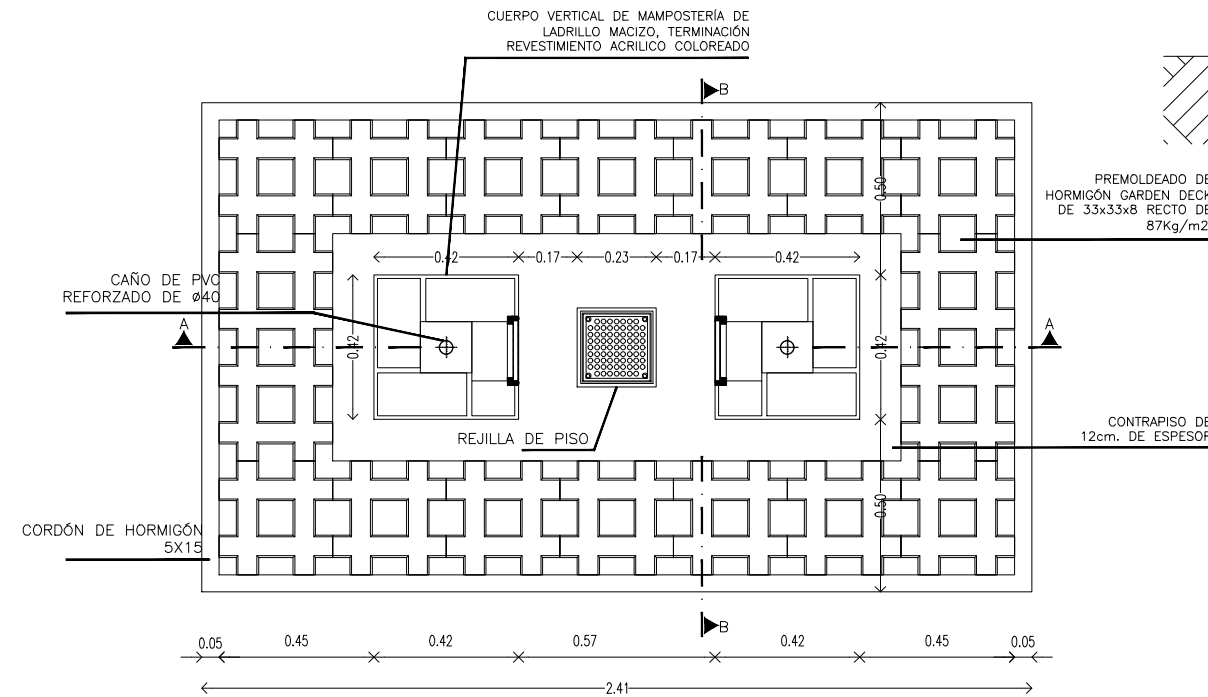 CUERPO VERTICAL DE MAMPOSTERÍA DE
LADRILLO MACIZO, TERMINACIÓN
REVESTIMIENTO ACRILICO COLOREADO
B
0.50
PREMOLDEADO DE
HORMIGÓN GARDEN DECK
DE 33x33x8 RECTO DE
87Kg/m2
0.42
0.17
0.23
0.17
0.42
CAÑO DE PVC
REFORZADO DE ø40
A
0.42
0.42
A
REJILLA DE PISO
CONTRAPISO DE
12cm. DE ESPESOR
0.50
CORDÓN DE HORMIGÓN
5X15
B
0.05
0.45
0.42
0.57
0.42
0.45
0.05
2.41